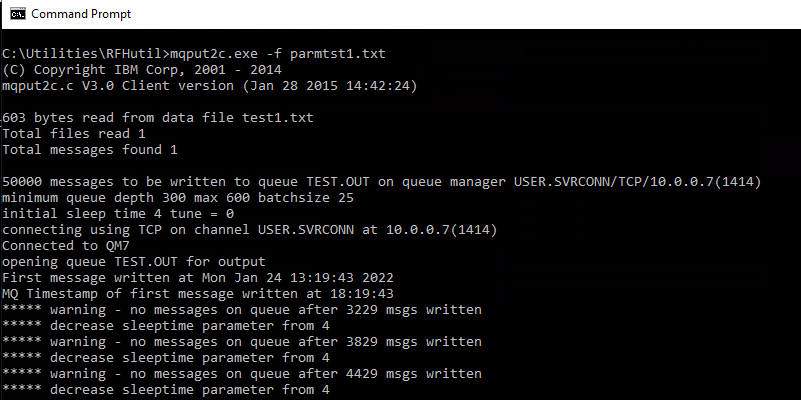 Command Prompt
C:\Utilities\RFHutil>mqput2c.exe -f parmtst1.txt
(C) Copyright IBM Corp, 2001 - 2014
mqput2c.c V3.0 Client version (Jan 28 2015 14:42:24)
603 bytes read from data file test1.txt
Total files read 1
Total messages found 1
50000 messages to be written to queue TEST.OUT on queue manager USER.SVRCONN/TCP/10.0.0.7(1414)
minimum queue depth 300 max 600 batchsize 25
initial sleep time 4 tune = 0
connecting using TCP on channel USER.SVRCONN at 10.0.0.7(1414)
Connected to QM7
opening queue TEST.OUT for output
First message written at Mon Jan 24 13:19:43 2022
MQ Timestamp of first message written at 18:19:43
***** warning - no messages on queue after 3229 msgs written
***** decrease sleeptime parameter from 4
***** warning - no messages on queue after 3829 msgs written
***** decrease sleeptime parameter from 4
***** warning - no messages on queue after 4429 msgs written
***** decrease sleeptime parameter from 4